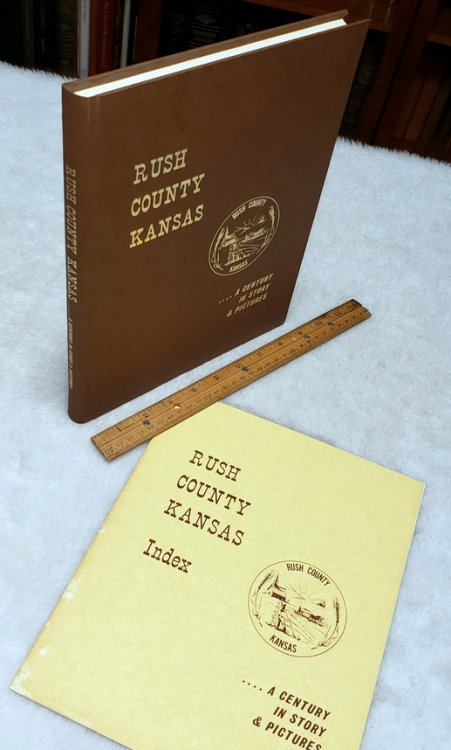 RUSH COUNTY KANSAS
RUSH
COUNTY
KANSAS
RUSH COUNTY
KANSAS
.... A CENTURY
IN STORY
& PICTURES
RUSH
COUNTY
KANSAS
Index
RUSH COUNTY
KANSAS
.... A CENTURY
IN STORY
& PICTURES